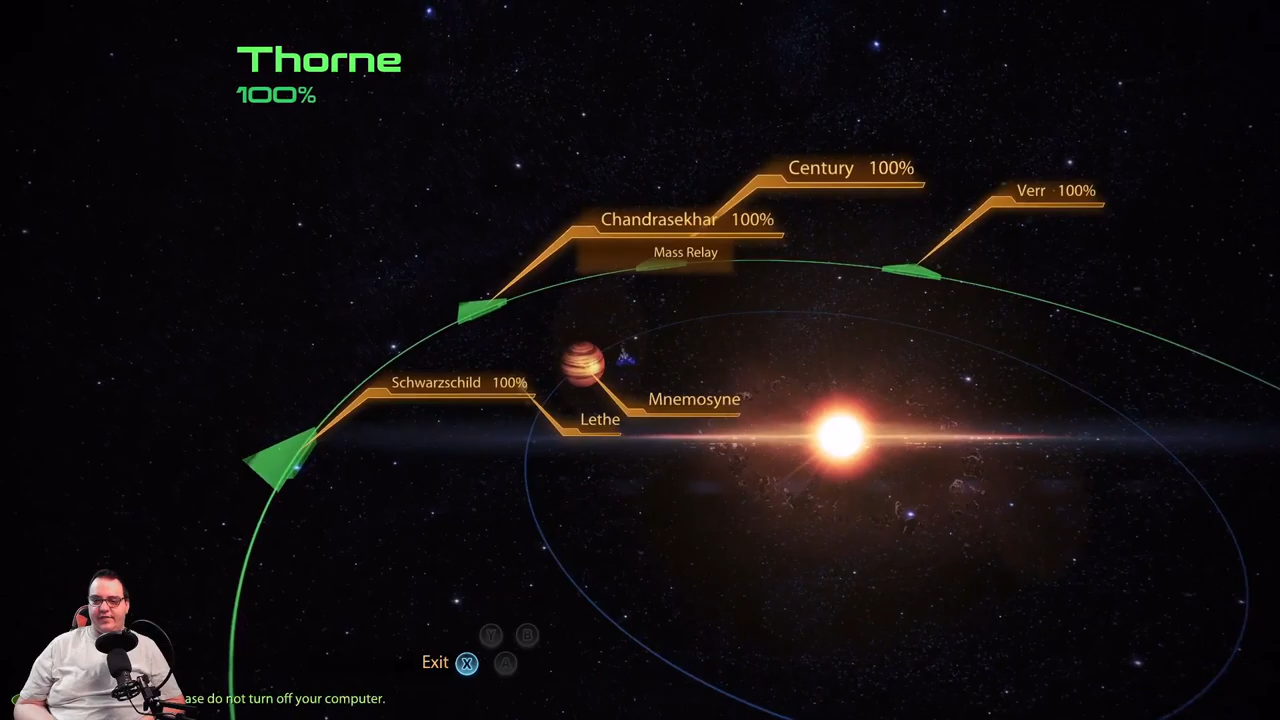 Thorne
100%
Century 100%
Verr 100%
Chandrasekhar 100%
Mass Relay
Schwarzschild 100%
Mnemosyne
Lethe
Y B
Exit X A
ase do not turn off your computer.